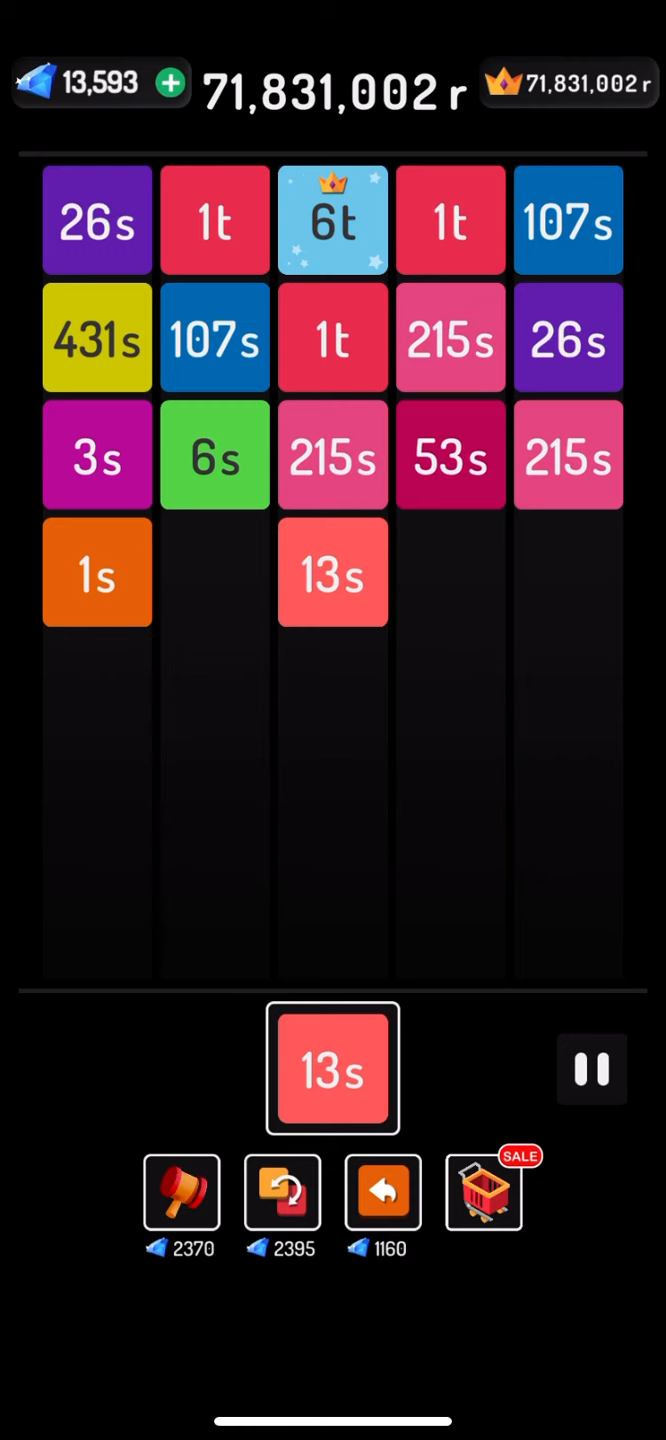 13,593 71,831,002 r 71,831,002 r
26s 1t 6t 1t 107s
431s 107s 1t 215s 26s
3s 6s 215s 53s 215s
1s 13s
13s
SALE
2370 2395 1160